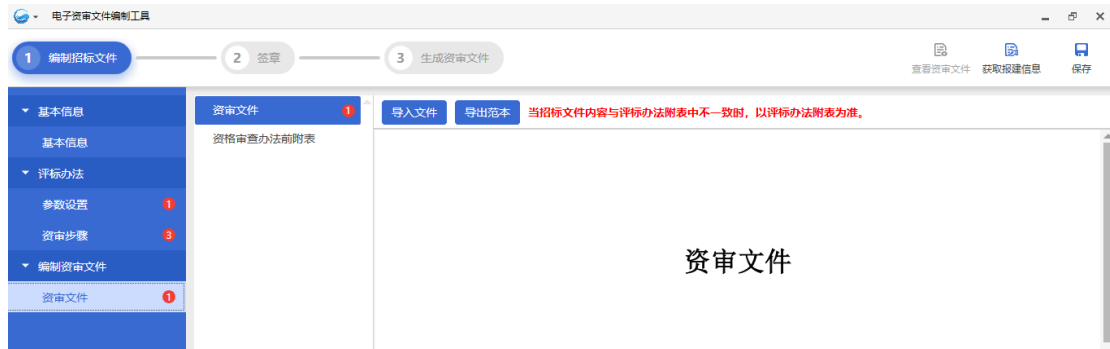 电子资审文件编制工具
1 编制招标文件
2 签章
3 生成资审文件
查看资审文件 获取报建信息 保存
基本信息
基本信息
评标办法
参数设置 1
资审步骤 3
编制资审文件
资审文件 1
资审文件 1
资格审查办法前附表
导入文件 导出范本 当招标文件内容与评标办法附表中不一致时，以评标办法附表为准。
资审文件